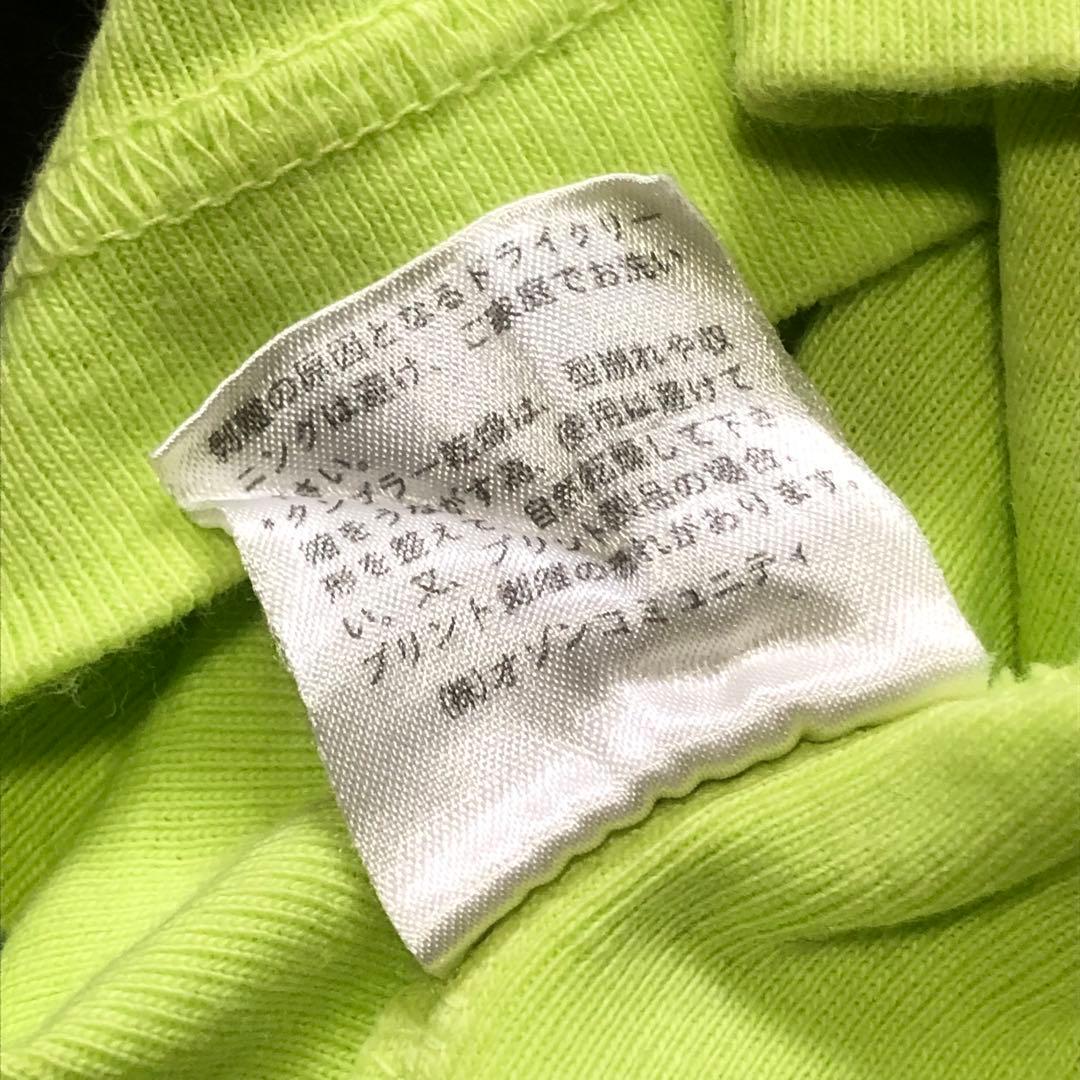 剝離の原因となるドライクリー
ニングは避け、ご家庭でお洗い
下さい。
タンブラー乾燥は、型崩れや収
縮をうながす為、使用は避けて
形を整えて、自然乾燥して下さ
い。又、プリント製品の場合、
プリント剝離の恐れがあります。
(株)オゾンコミュニティ